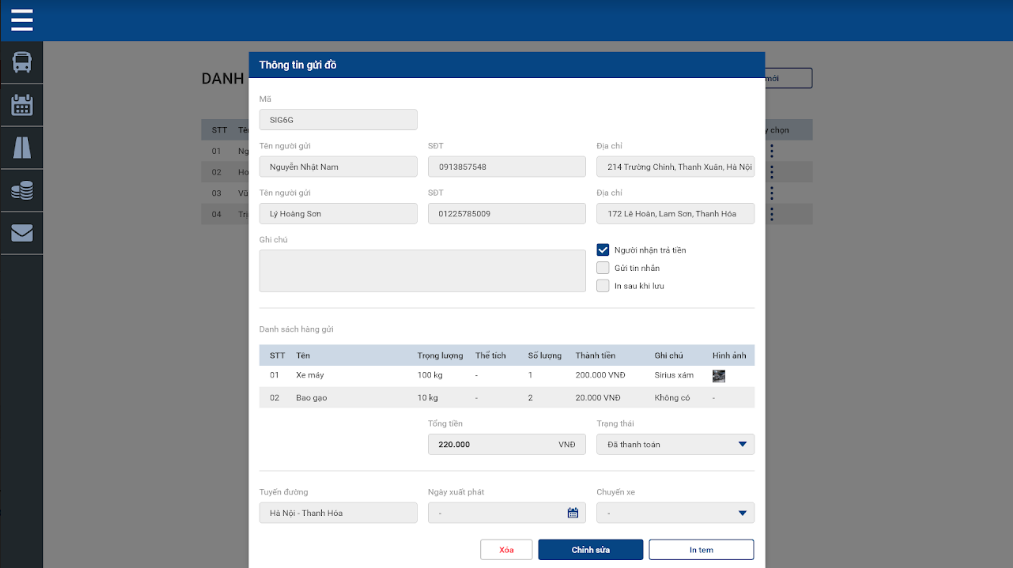 DANH
mới
Thông tin gửi đồ
Mã
SIG6G
Tên người gửi SĐT Địa chỉ
Nguyễn Nhật Nam 0913857548 214 Trường Chinh, Thanh Xuân, Hà Nội
Tên người gửi SĐT Địa chỉ
Lý Hoàng Sơn 01225785009 172 Lê Hoàn, Lam Sơn, Thanh Hóa
Ghi chú
Người nhận trả tiền
Gửi tin nhắn
In sau khi lưu
STT
chọn
01
02
03
04
Danh sách hàng gửi
STT Tên Trọng lượng Thể tích Số lượng Thành tiền Ghi chú Hình ảnh
01 Xe máy 100 kg - 1 200.000 VNĐ Sirius xám
02 Bao gạo 10 kg - 2 20.000 VNĐ Không có -
Tổng tiền Trạng thái
220.000 VNĐ Đã thanh toán
Tuyến đường Ngày xuất phát Chuyến xe
Hà Nội - Thanh Hóa - -
Xóa Chỉnh sửa In tem